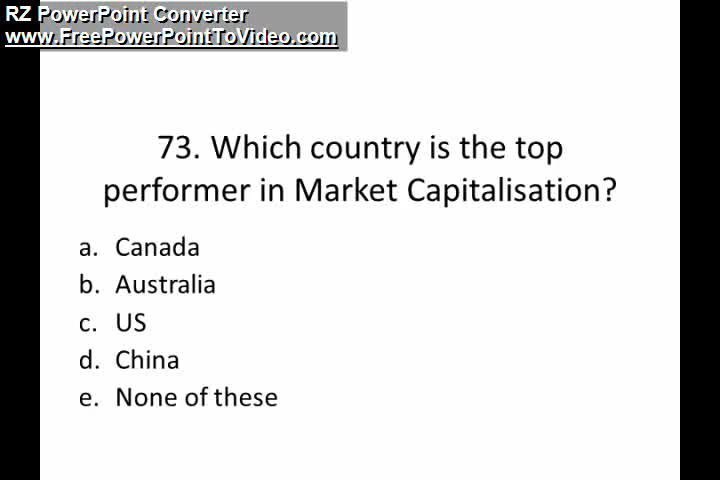 RZ PowerPoint Converter
www.FreePowerPointToVideo.com
73. Which country is the top
performer in Market Capitalisation?
a. Canada
b. Australia
c. US
d. China
e. None of these